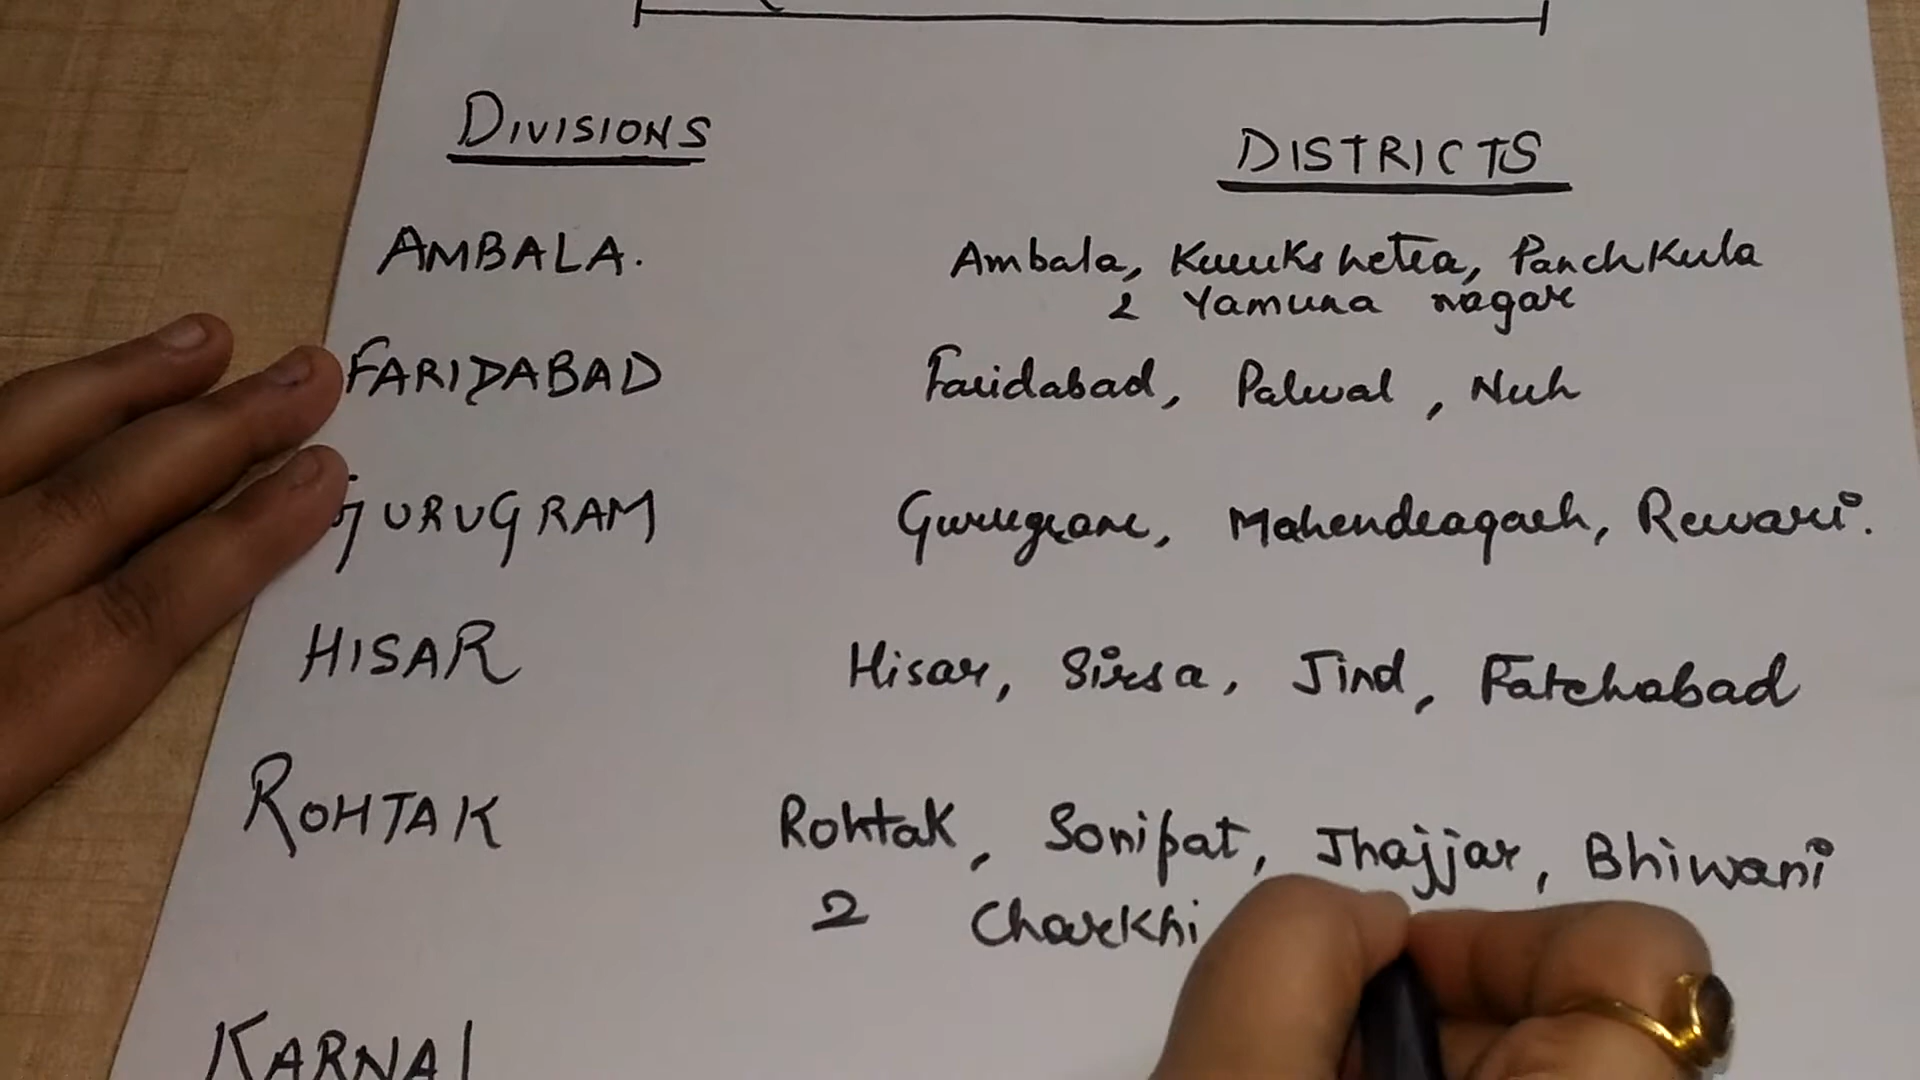 DIVISIONS DISTRICTS
AMBALA. Ambala, Kurukshetra, PanchKula
& Yamuna nagar
FARIDABAD Faridabad, Palwal, Nuh
GURUGRAM Gurugram, Mahendragarh, Rewari.
HISAR Hisar, Sirsa, Jind, Fatehabad
ROHTAK Rohtak, Sonipat, Jhajjar, Bhiwani
& Charkhi
KARNAL